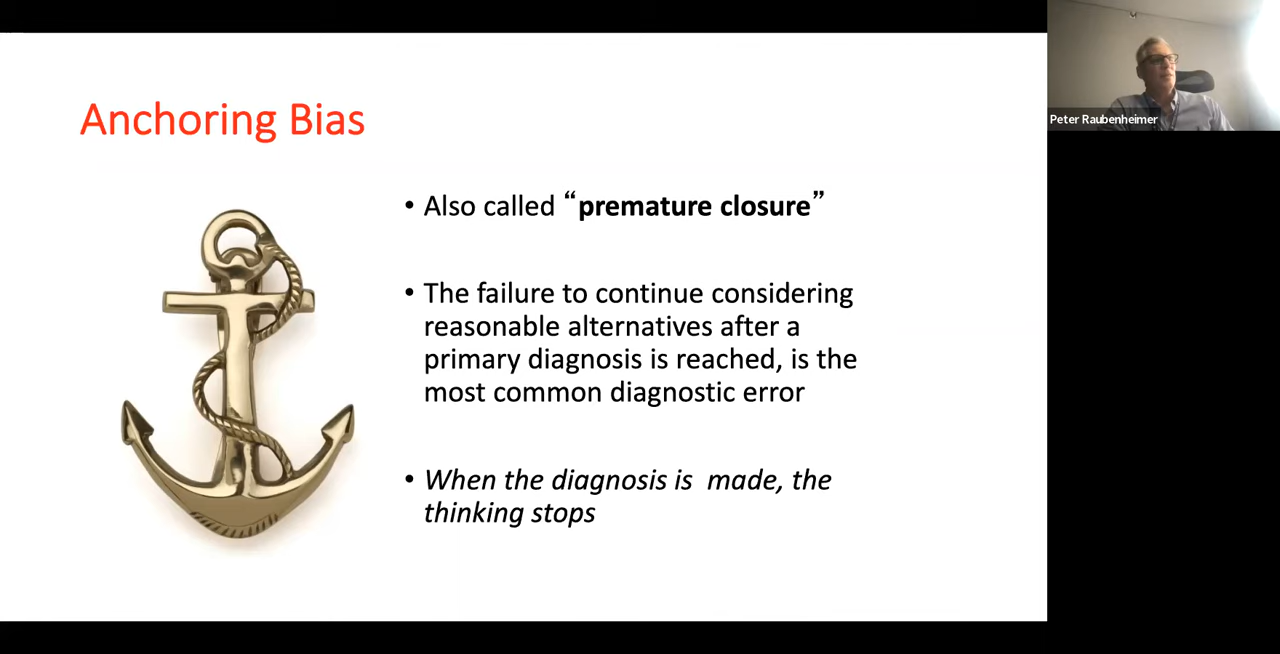 Anchoring Bias
• Also called “premature closure”
• The failure to continue considering
reasonable alternatives after a
primary diagnosis is reached, is the
most common diagnostic error
• When the diagnosis is  made, the
thinking stops
Peter Raubenheimer